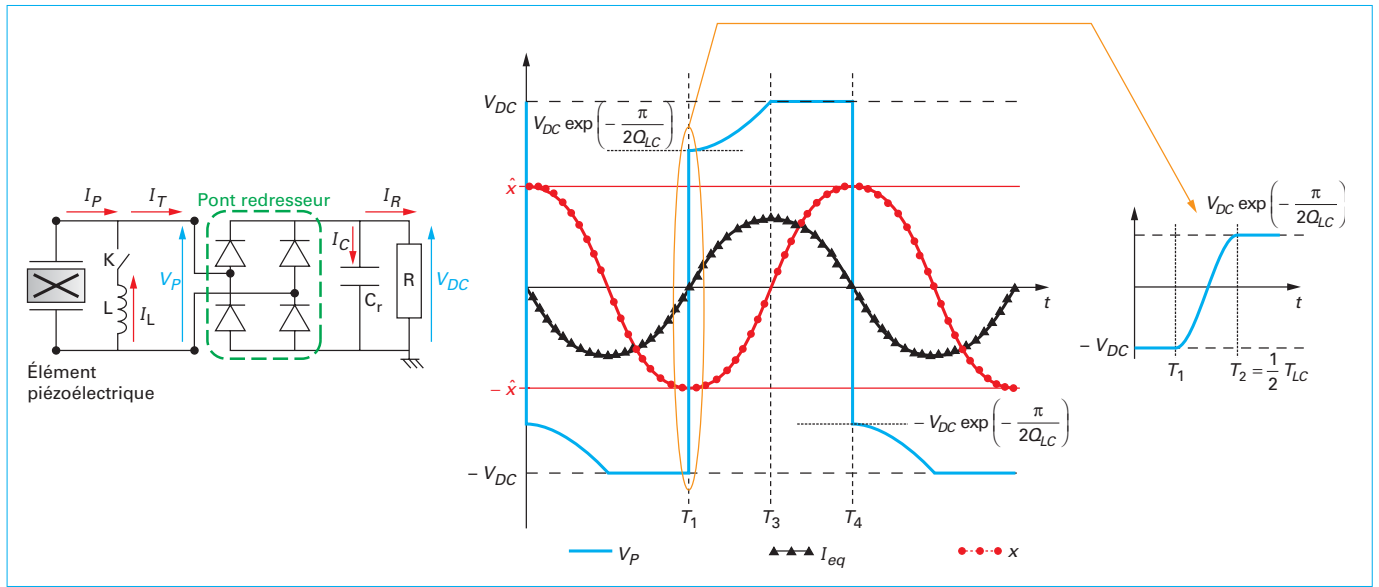 I_P
I_T
Pont redresseur
I_R
K
L
I_L
V_P
I_C
C_r
R
V_DC
Élément
piézoélectrique
V_DC
V_DC exp(−π/2Q_LC)
x̂
− x̂
− V_DC
t
− V_DC exp(−π/2Q_LC)
T_1
T_3
T_4
V_P
I_eq
x
V_DC exp(−π/2Q_LC)
t
− V_DC
T_1
T_2 = 1/2 T_LC